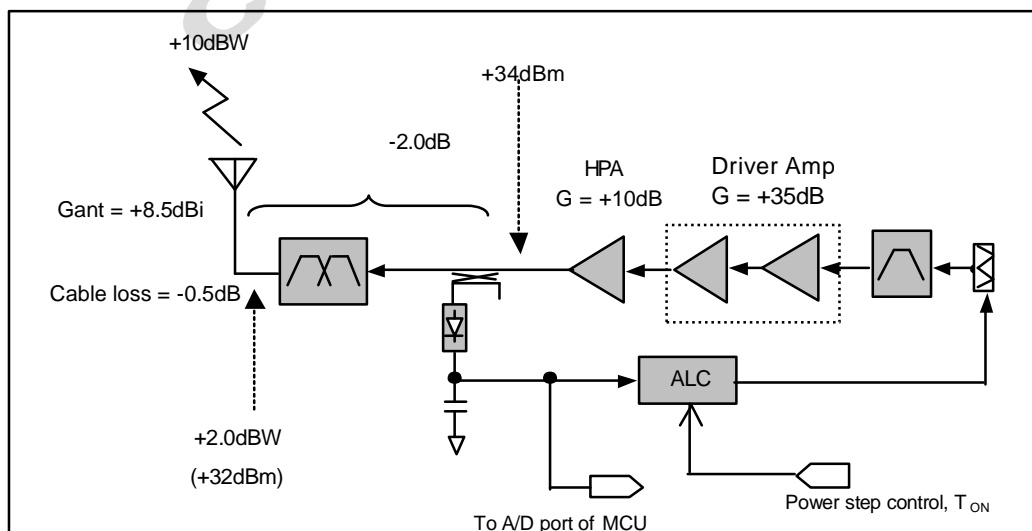 +10dBW
+34dBm
-2.0dB
HPA
G = +10dB
Driver Amp
G = +35dB
Gant = +8.5dBi
Cable loss = -0.5dB
ALC
+2.0dBW
(+32dBm)
To A/D port of MCU
Power step control, T ON